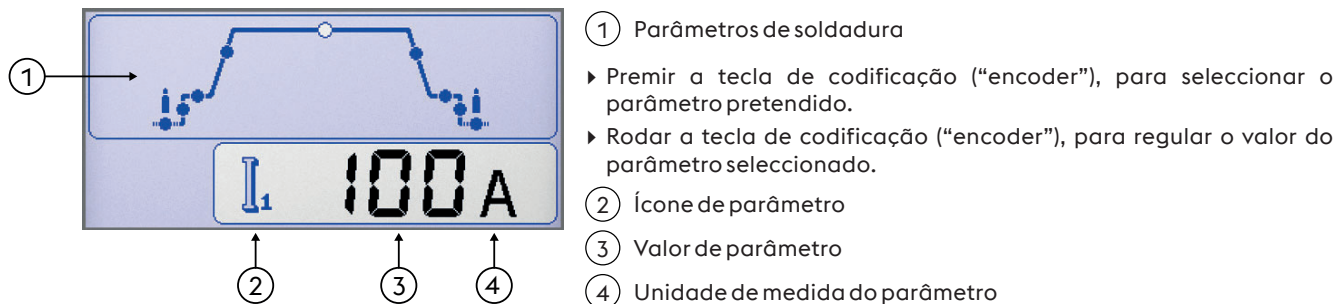 1 Parâmetros de soldadura
▸ Premir a tecla de codificação (“encoder”), para seleccionar o
parâmetro pretendido.
▸ Rodar a tecla de codificação (“encoder”), para regular o valor do
parâmetro seleccionado.
2 Ícone de parâmetro
3 Valor de parâmetro
4 Unidade de medida do parâmetro
1
I1 100 A
2 3 4